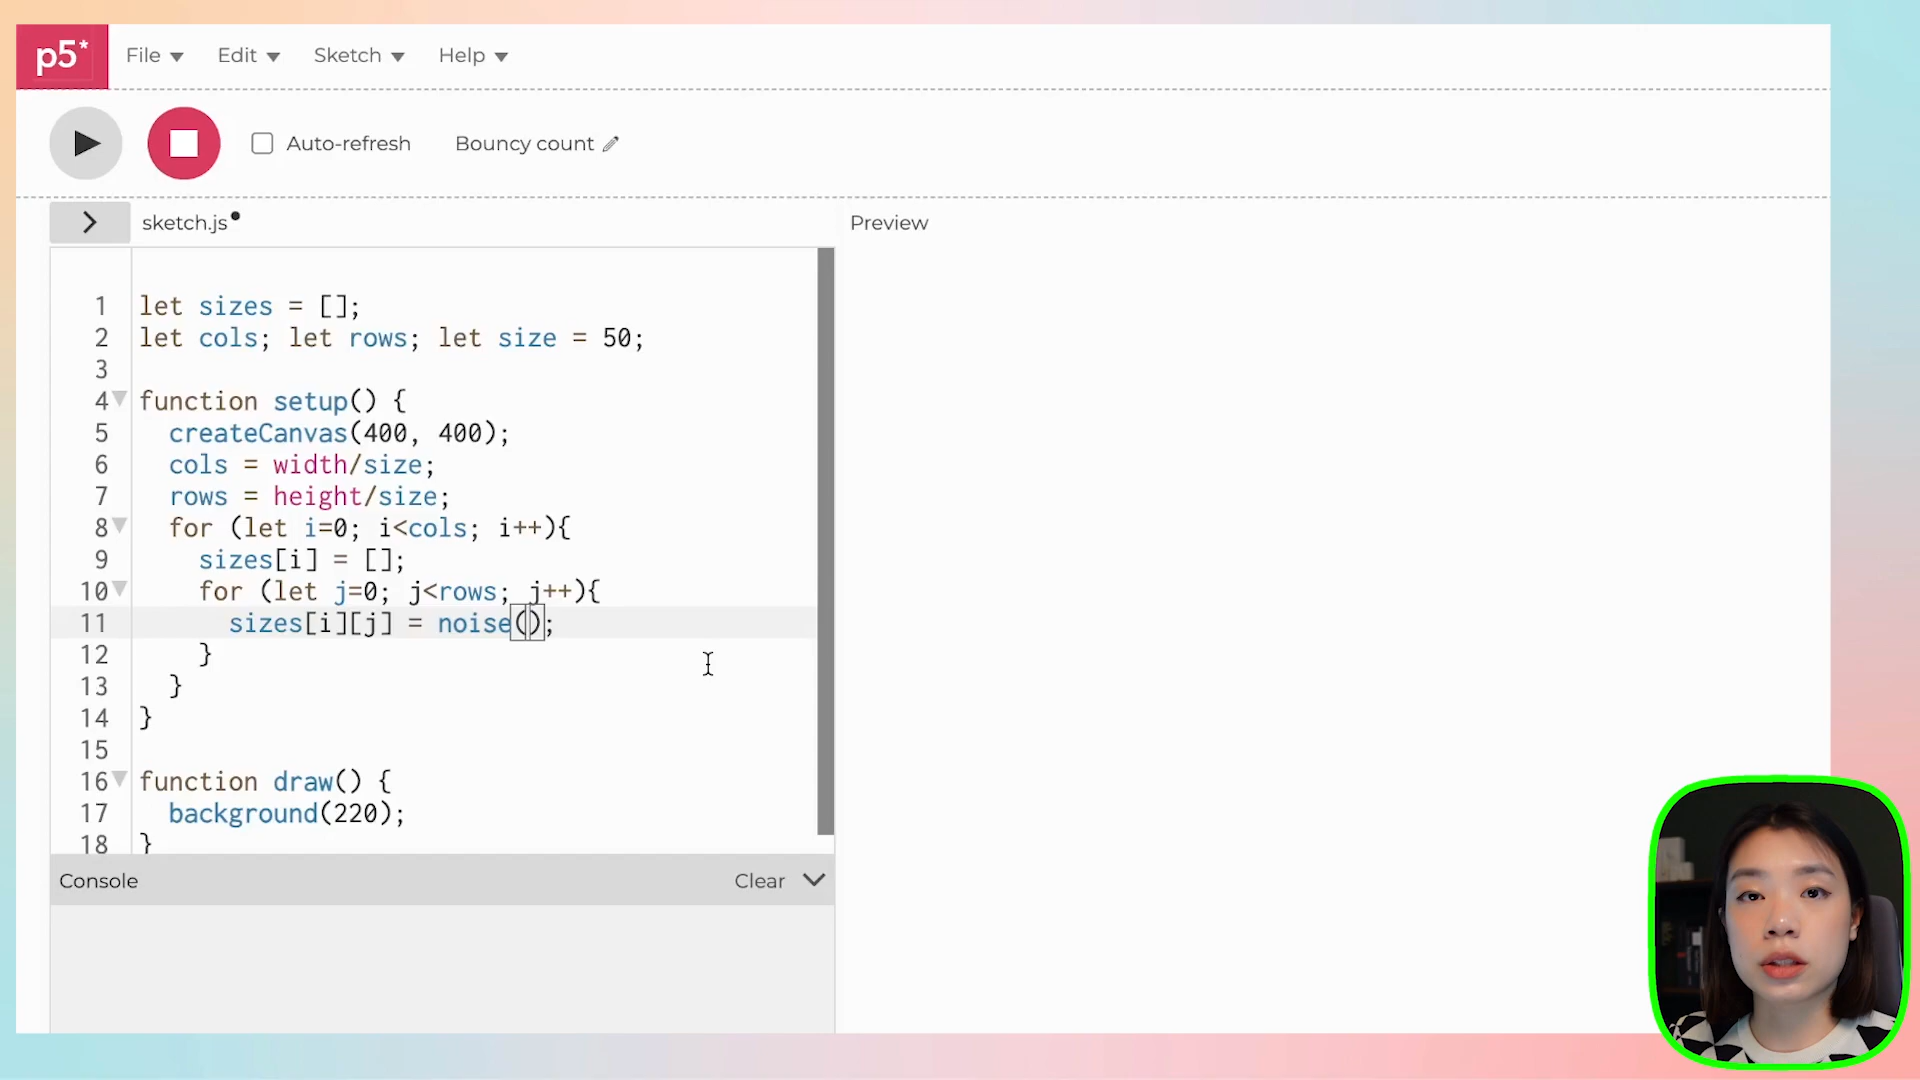 p5* File Edit Sketch Help
Auto-refresh Bouncy count
sketch.js
Preview
1 let sizes = [];
2 let cols; let rows; let size = 50;
3
4 function setup() {
5 createCanvas(400, 400);
6 cols = width/size;
7 rows = height/size;
8 for (let i=0; i<cols; i++){
9 sizes[i] = [];
10 for (let j=0; j<rows; j++){
11 sizes[i][j] = noise();
12 }
13 }
14 }
15
16 function draw() {
17 background(220);
18 }
Console Clear